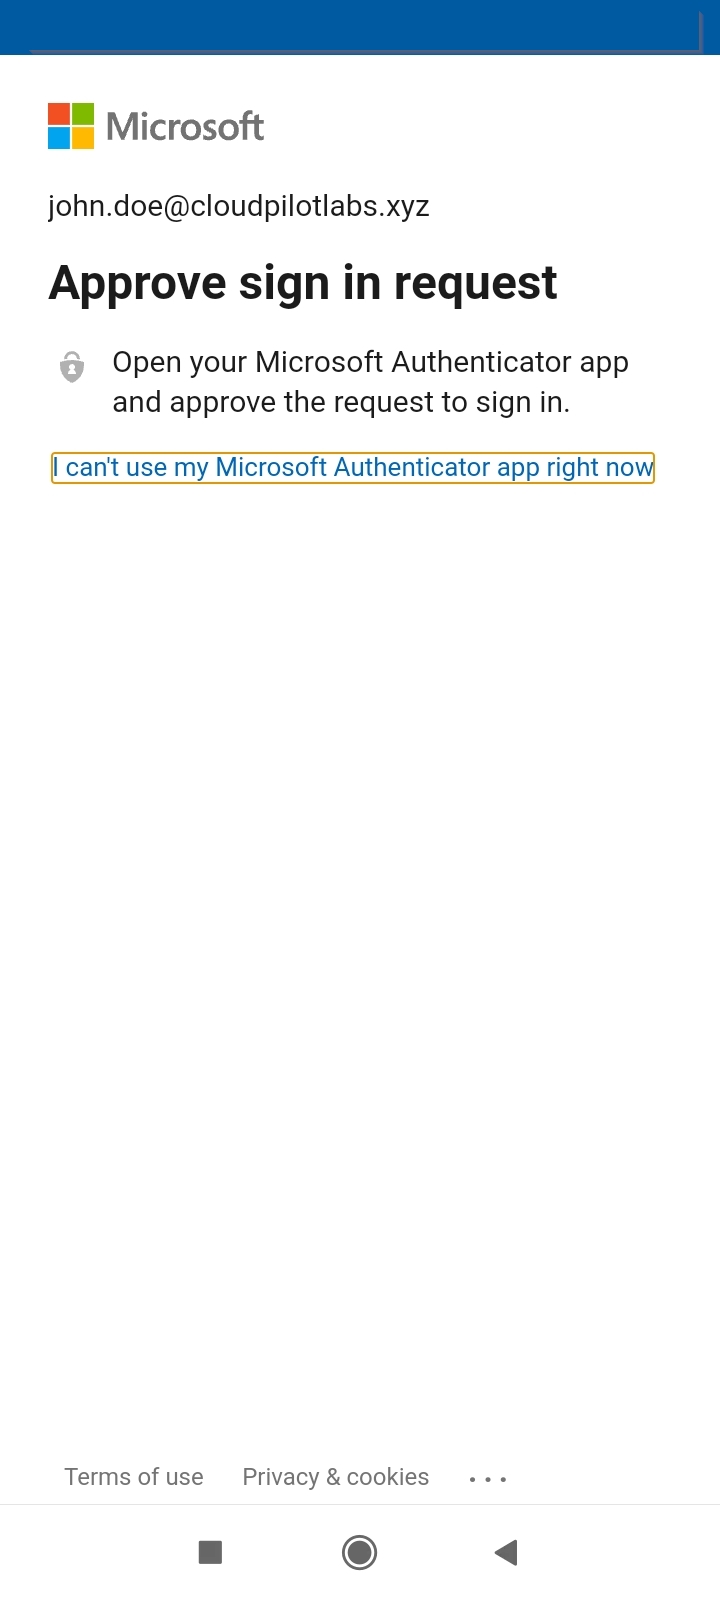 Microsoft
john.doe@cloudpilotlabs.xyz
Approve sign in request
Open your Microsoft Authenticator app
and approve the request to sign in.
I can't use my Microsoft Authenticator app right now
Terms of use Privacy & cookies ...